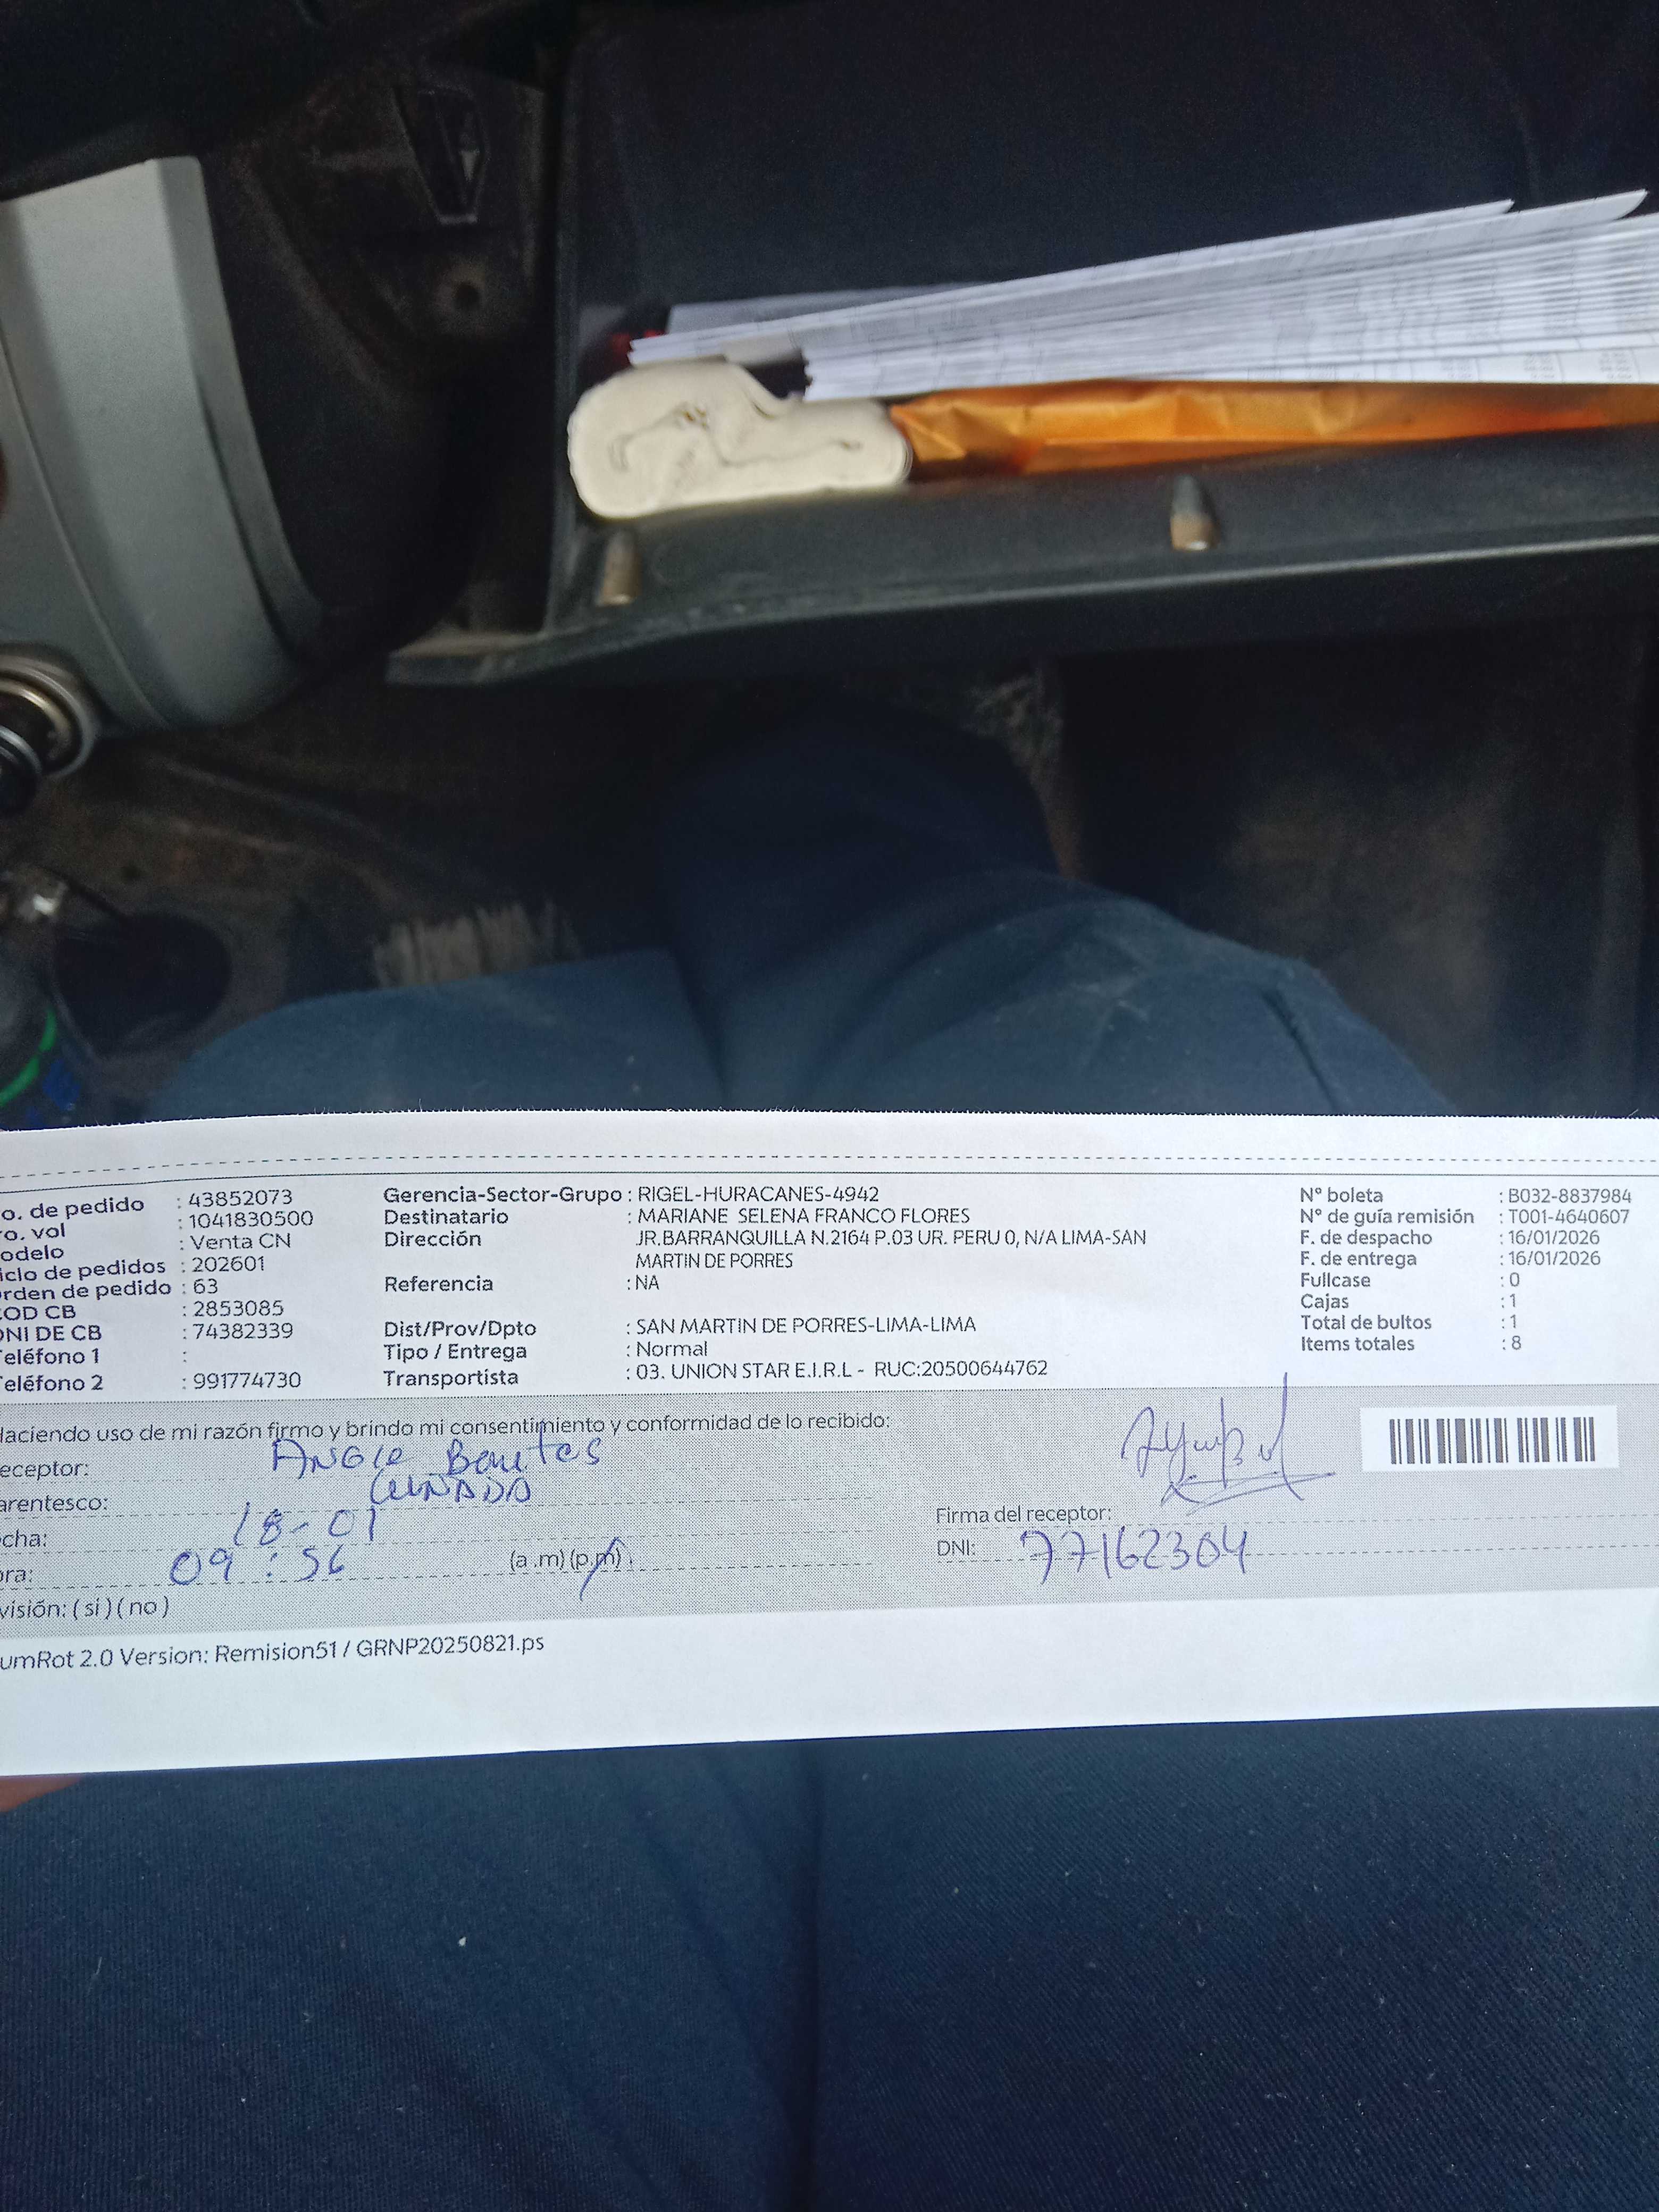 o. de pedido : 43852073
ro. vol : 1041830500
odelo : Venta CN
iclo de pedidos : 202601
rden de pedido : 63
OD CB : 2853085
NI DE CB : 74382339
eléfono 1 :
eléfono 2 : 991774730
Gerencia-Sector-Grupo : RIGEL-HURACANES-4942
Destinatario : MARIANE SELENA FRANCO FLORES
Dirección JR.BARRANQUILLA N.2164 P.03 UR. PERU 0, N/A LIMA-SAN
MARTIN DE PORRES
Referencia : NA
Dist/Prov/Dpto : SAN MARTIN DE PORRES-LIMA-LIMA
Tipo / Entrega : Normal
Transportista : 03. UNION STAR E.I.R.L - RUC:20500644762
N° boleta : B032-8837984
N° de guía remisión : T001-4640607
F. de despacho : 16/01/2026
F. de entrega : 16/01/2026
Fullcase : 0
Cajas : 1
Total de bultos : 1
Items totales : 8
Haciendo uso de mi razón firmo y brindo mi consentimiento y conformidad de lo recibido:
eceptor: ANGIE Benites
arentesco: CUÑADA
cha: 18-01
ora: 09:56 (a .m) (p.m)
visión: ( si ) ( no )
Firma del receptor:
DNI: 77162304
umRot 2.0 Version: Remision51 / GRNP20250821.ps